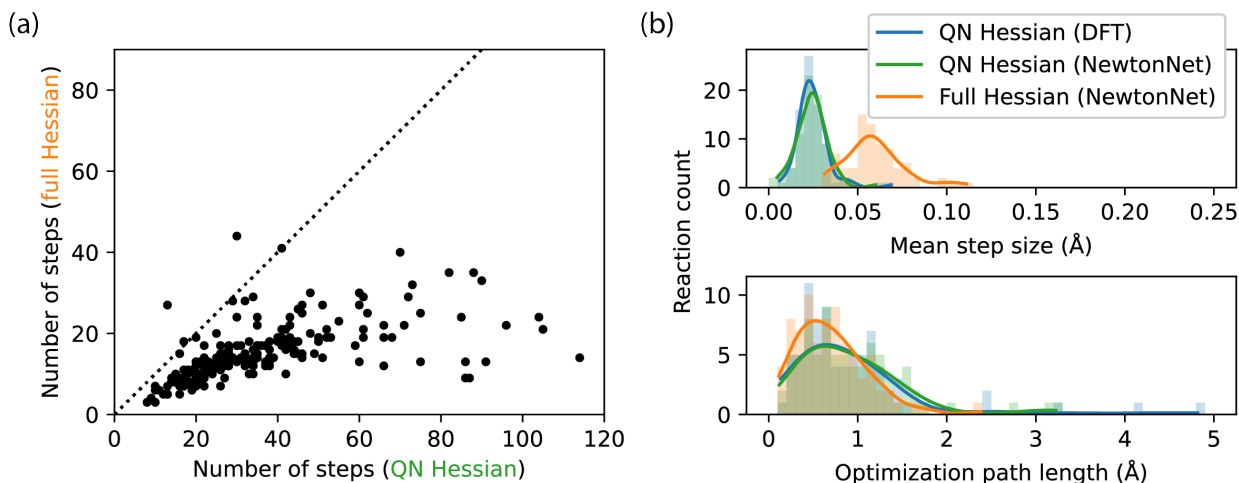 (a)
Number of steps (full Hessian)
80
60
40
20
0
0 20 40 60 80 100 120
Number of steps (QN Hessian)
(b)
QN Hessian (DFT)
QN Hessian (NewtonNet)
Full Hessian (NewtonNet)
Reaction count
20
10
0
0.00 0.05 0.10 0.15 0.20 0.25
Mean step size (Å)
10
5
0
0 1 2 3 4 5
Optimization path length (Å)